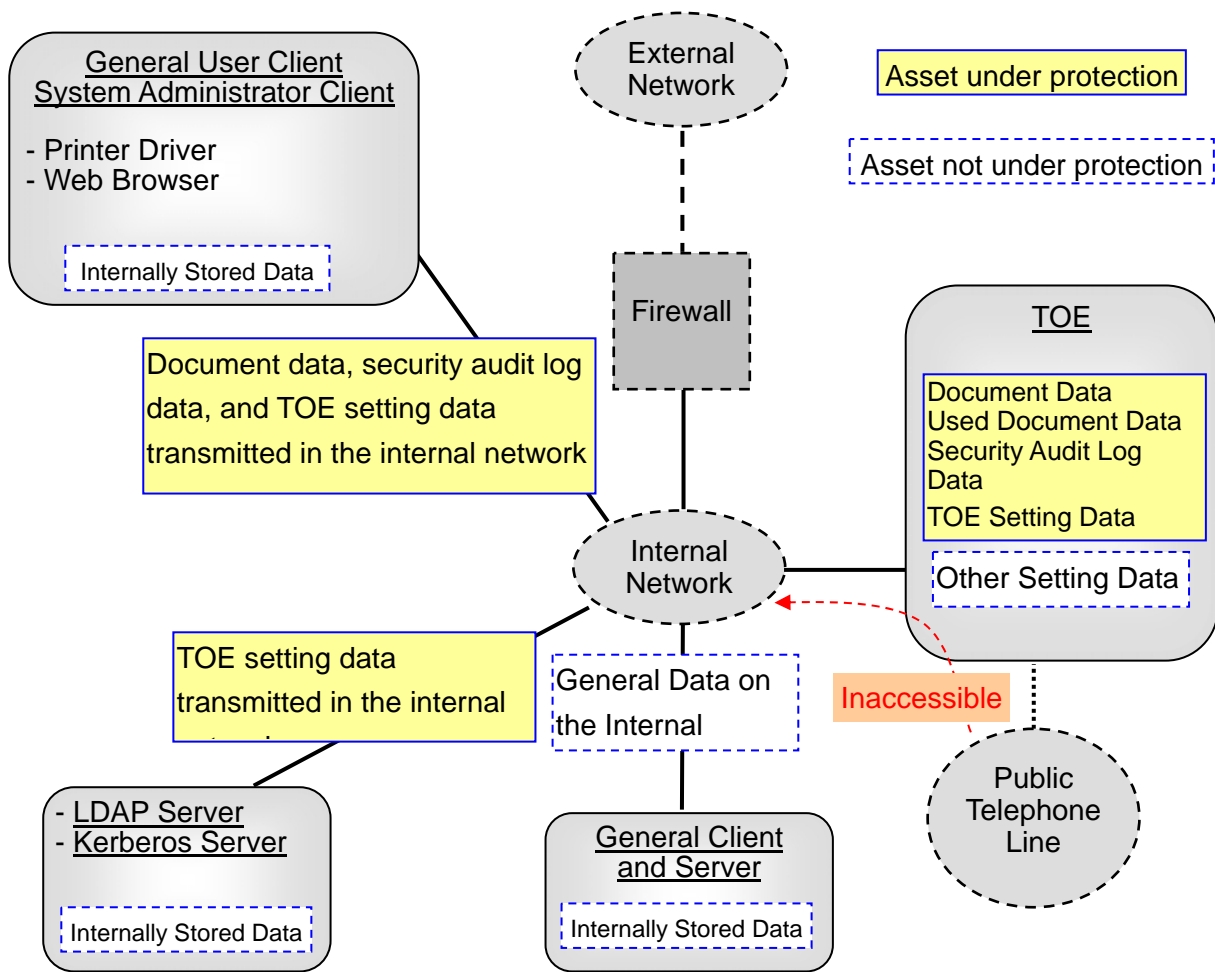 General User Client
System Administrator Client
- Printer Driver
- Web Browser
Internally Stored Data
External
Network
Asset under protection
Asset not under protection
Firewall
Document data, security audit log
data, and TOE setting data
transmitted in the internal network
TOE
Document Data
Used Document Data
Security Audit Log
Data
TOE Setting Data
Other Setting Data
Internal
Network
TOE setting data
transmitted in the internal
General Data on
the Internal
Inaccessible
Public
Telephone
Line
- LDAP Server
- Kerberos Server
Internally Stored Data
General Client
and Server
Internally Stored Data